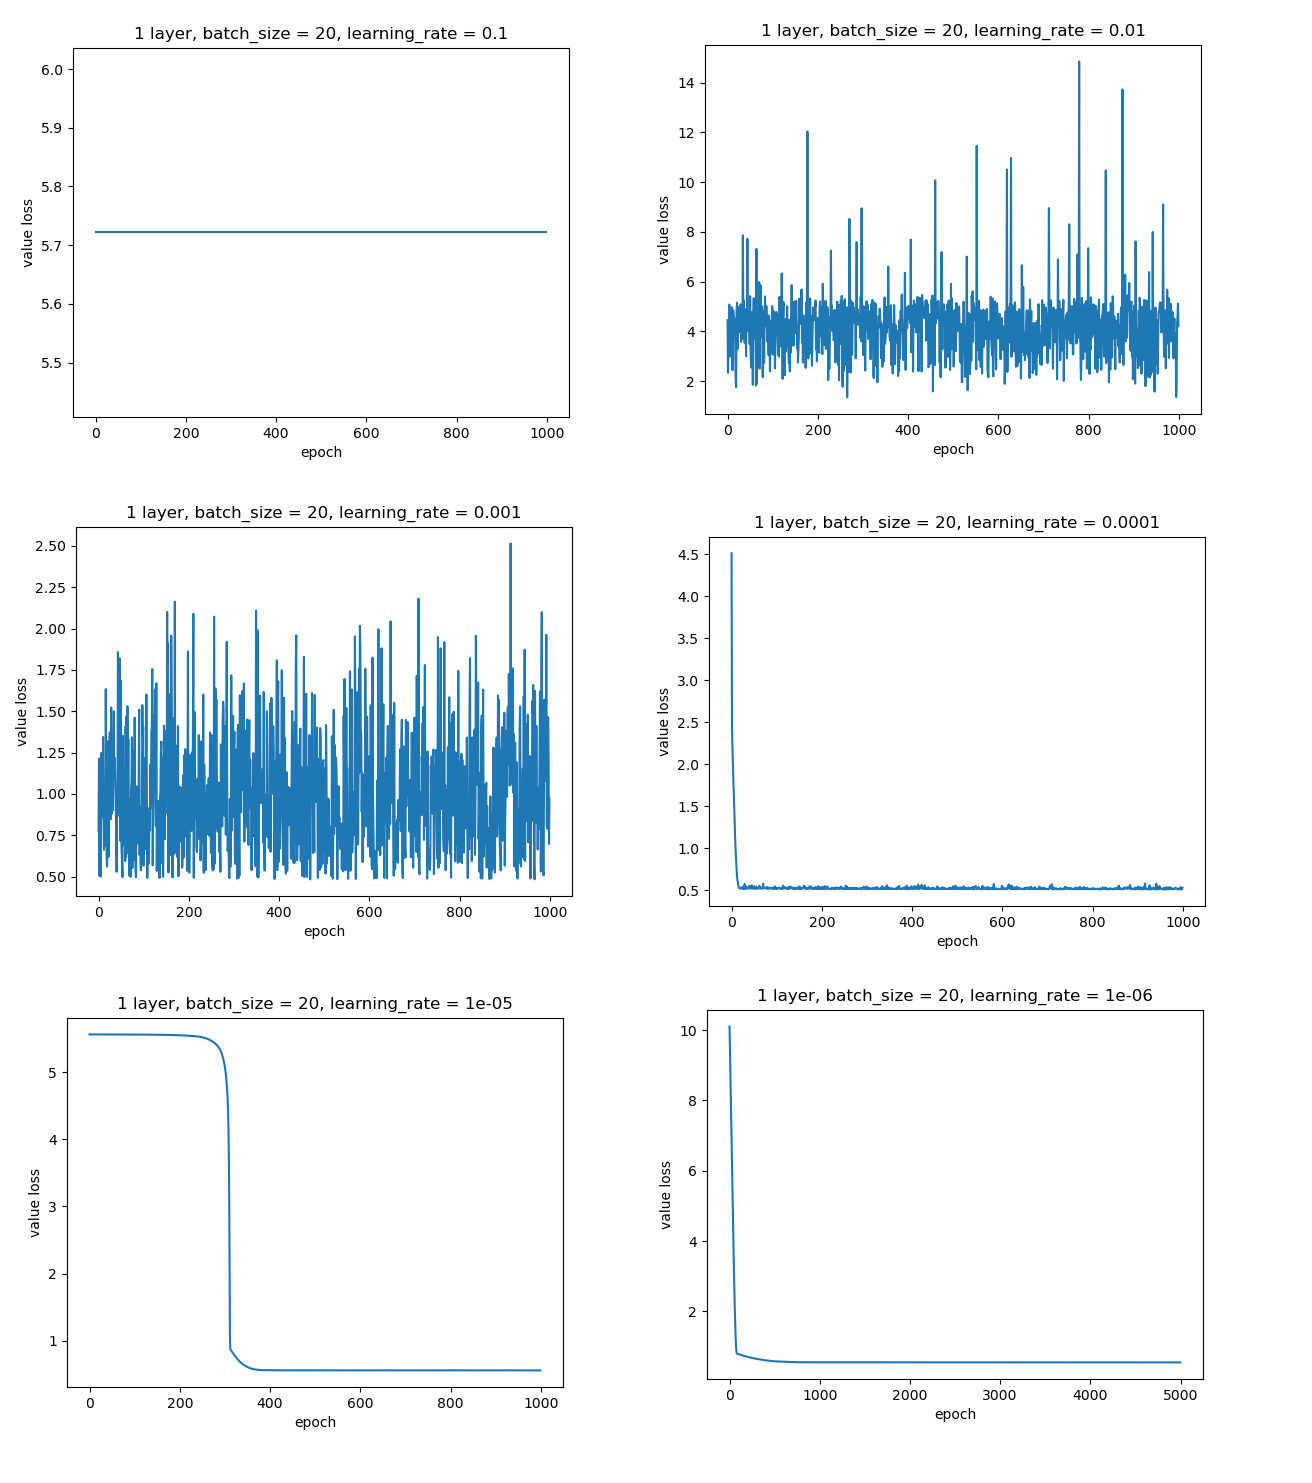 1 layer, batch_size = 20, learning_rate = 0.1
6.0
5.9
5.8
5.7
5.6
5.5
value loss
0 200 400 600 800 1000
epoch
1 layer, batch_size = 20, learning_rate = 0.01
14
12
10
8
6
4
2
value loss
0 200 400 600 800 1000
epoch
1 layer, batch_size = 20, learning_rate = 0.001
2.50
2.25
2.00
1.75
1.50
1.25
1.00
0.75
0.50
value loss
0 200 400 600 800 1000
epoch
1 layer, batch_size = 20, learning_rate = 0.0001
4.5
4.0
3.5
3.0
2.5
2.0
1.5
1.0
0.5
value loss
0 200 400 600 800 1000
epoch
1 layer, batch_size = 20, learning_rate = 1e-05
5
4
3
2
1
value loss
0 200 400 600 800 1000
epoch
1 layer, batch_size = 20, learning_rate = 1e-06
10
8
6
4
2
value loss
0 1000 2000 3000 4000 5000
epoch